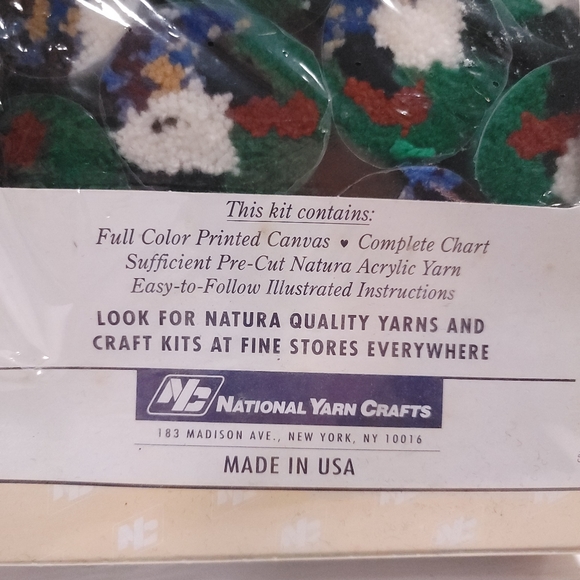 This kit contains:
Full Color Printed Canvas ♥ Complete Chart
Sufficient Pre-Cut Natura Acrylic Yarn
Easy-to-Follow Illustrated Instructions
LOOK FOR NATURA QUALITY YARNS AND
CRAFT KITS AT FINE STORES EVERYWHERE
NC NATIONAL YARN CRAFTS
183 MADISON AVE., NEW YORK, NY 10016
MADE IN USA